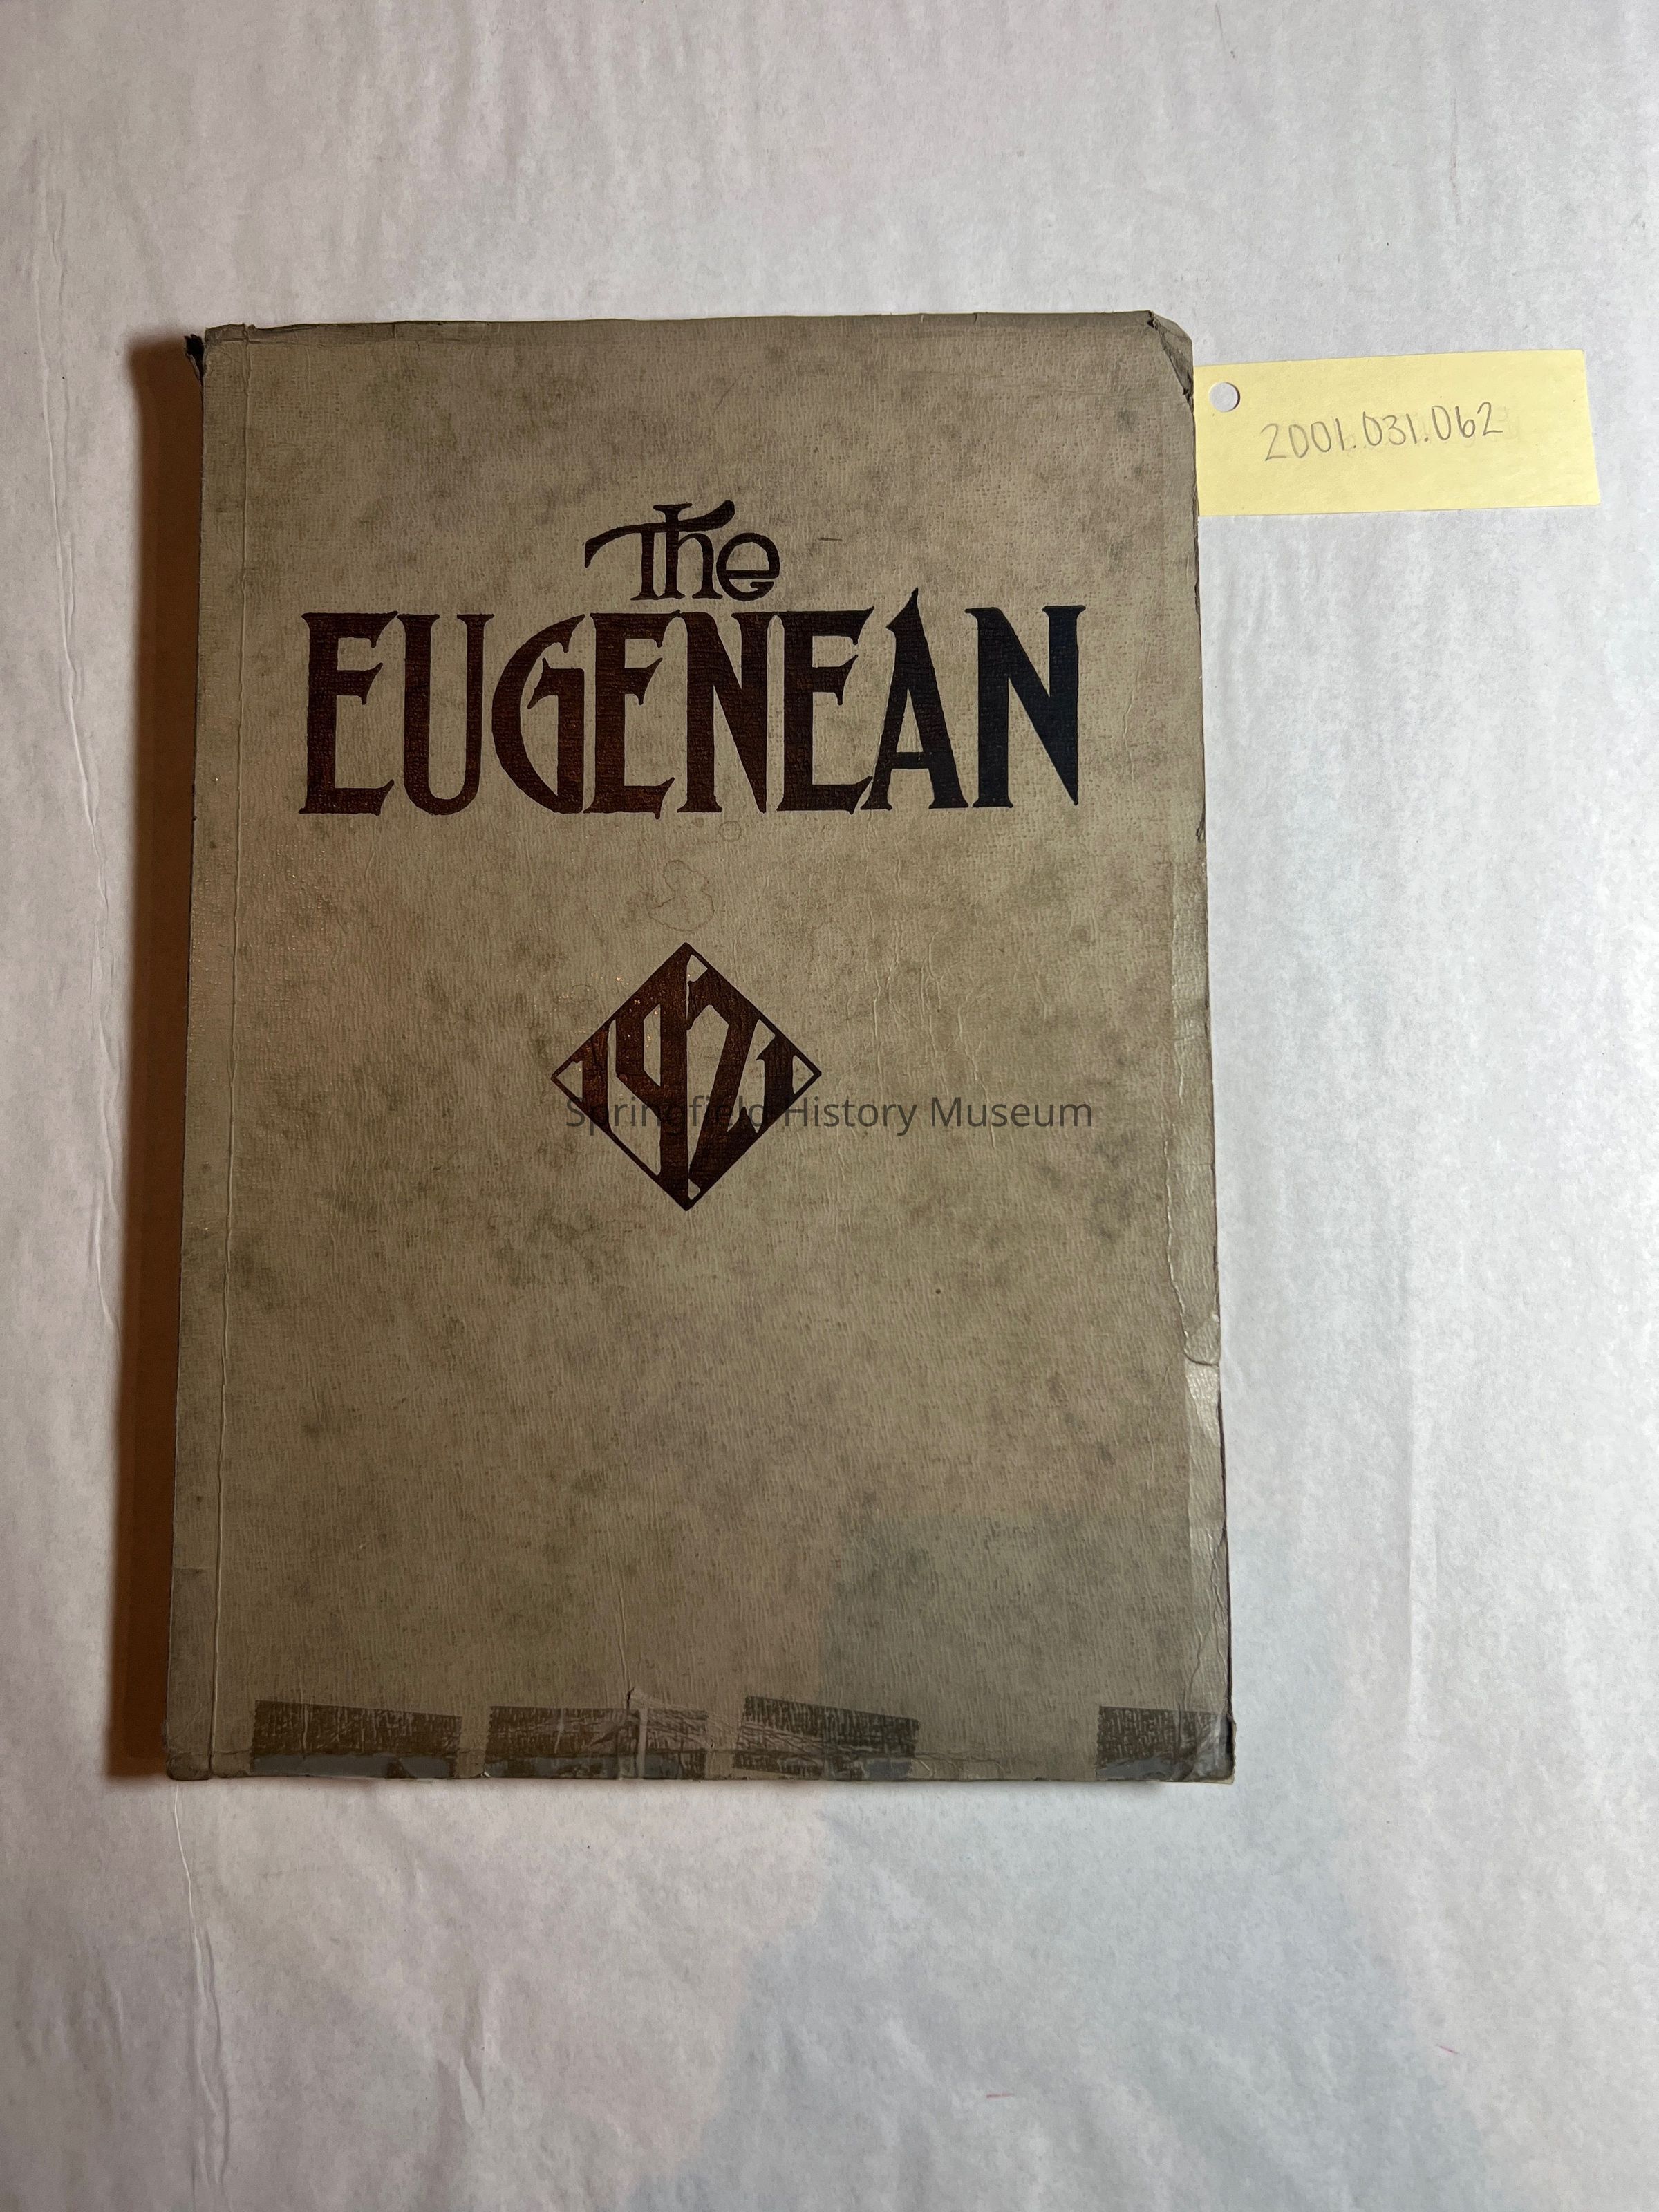 The
EUGENEAN
2001.031.062
1921
Springfield History Museum